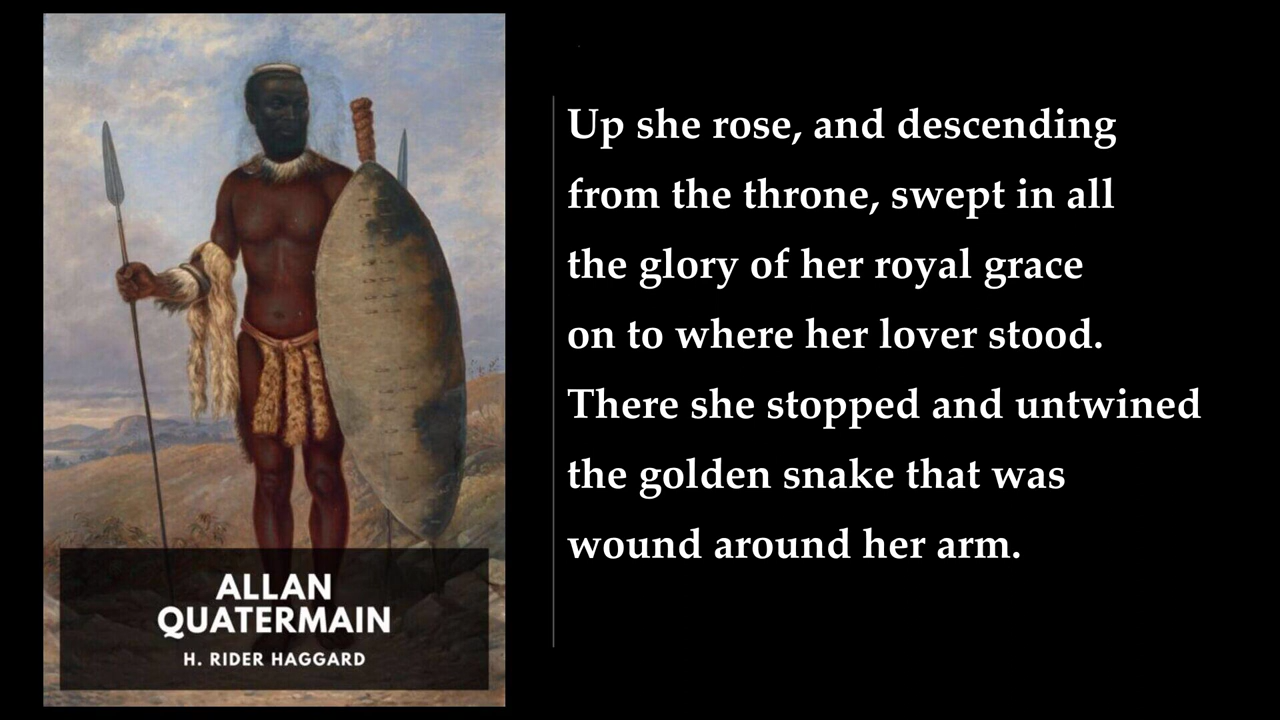 ALLAN
QUATERMAIN
H. RIDER HAGGARD
Up she rose, and descending
from the throne, swept in all
the glory of her royal grace
on to where her lover stood.
There she stopped and untwined
the golden snake that was
wound around her arm.